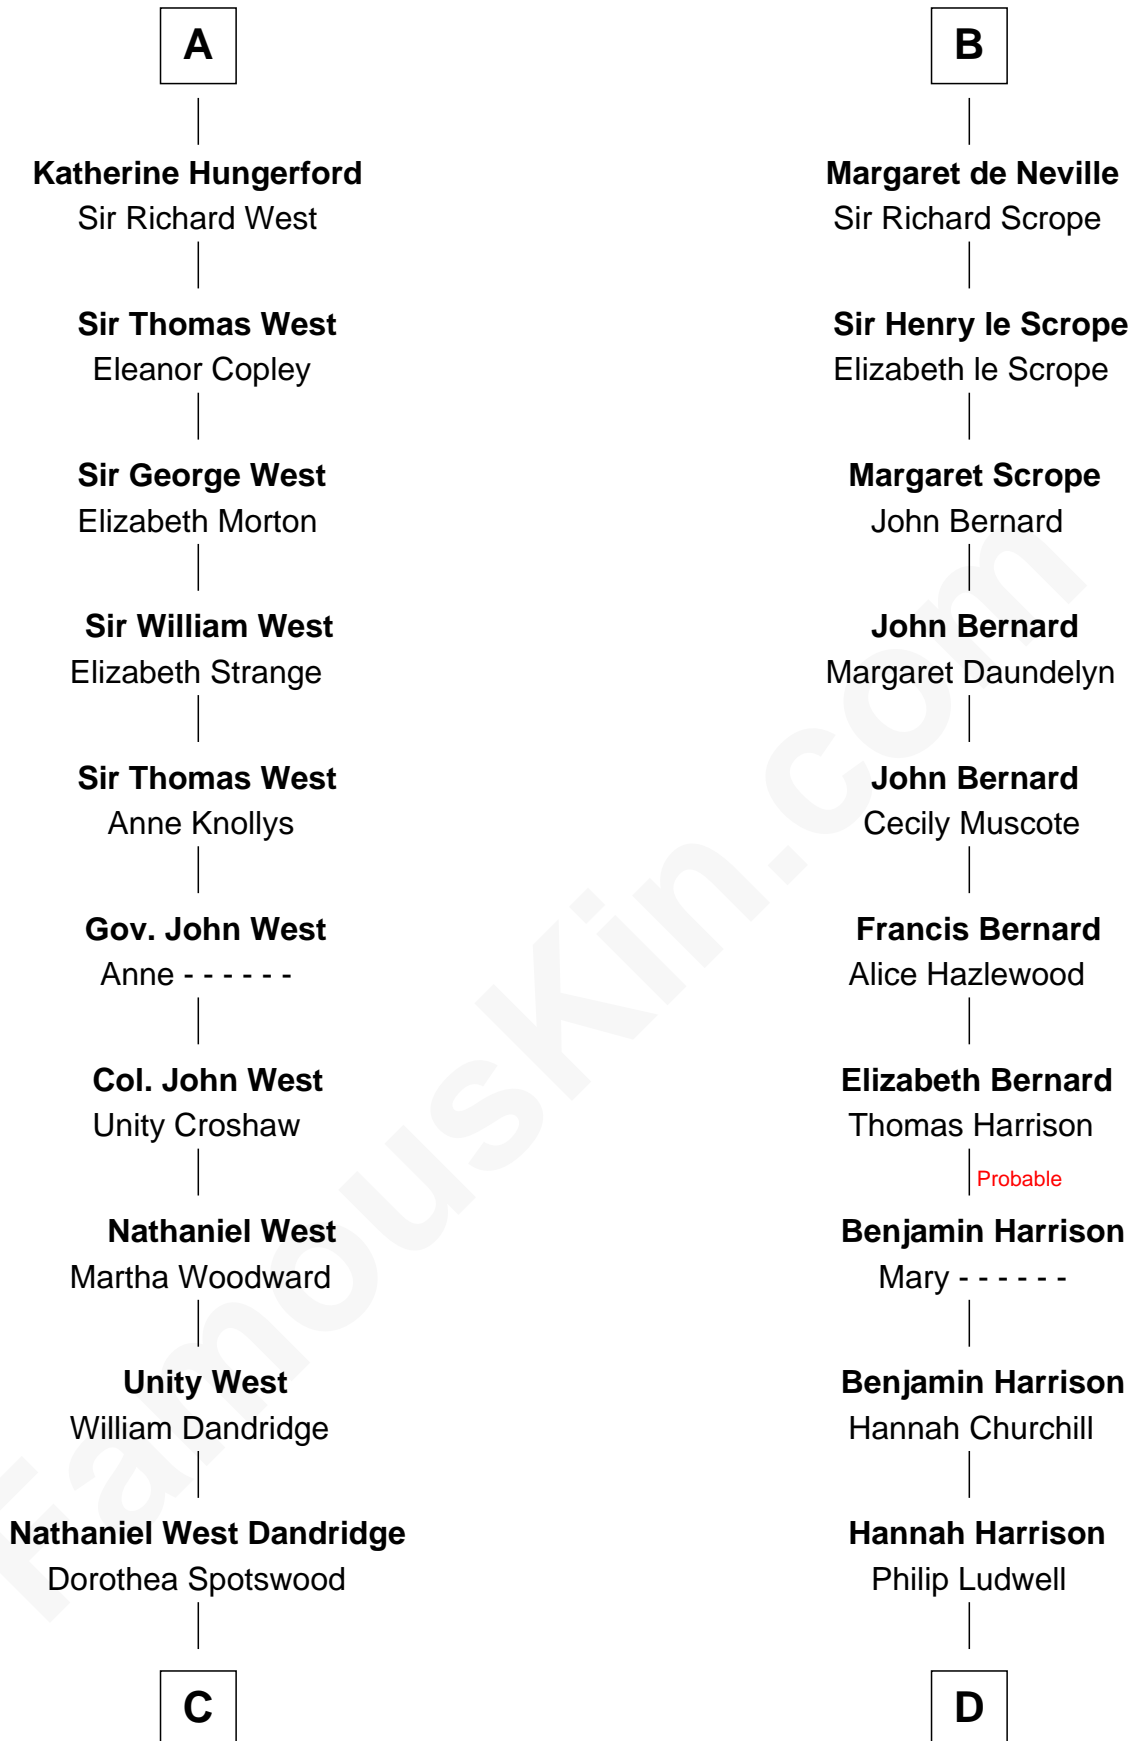 A
Katherine Hungerford
Sir Richard West
Sir Thomas West
Eleanor Copley
Sir George West
Elizabeth Morton
Sir William West
Elizabeth Strange
Sir Thomas West
Anne Knollys
Gov. John West
Anne - - - - - -
Col. John West
Unity Croshaw
Nathaniel West
Martha Woodward
Unity West
William Dandridge
Nathaniel West Dandridge
Dorothea Spotswood
C
B
Margaret de Neville
Sir Richard Scrope
Sir Henry le Scrope
Elizabeth le Scrope
Margaret Scrope
John Bernard
John Bernard
Margaret Daundelyn
John Bernard
Cecily Muscote
Francis Bernard
Alice Hazlewood
Elizabeth Bernard
Thomas Harrison
Probable
Benjamin Harrison
Mary - - - - - -
Benjamin Harrison
Hannah Churchill
Hannah Harrison
Philip Ludwell
D
FamousKin.com